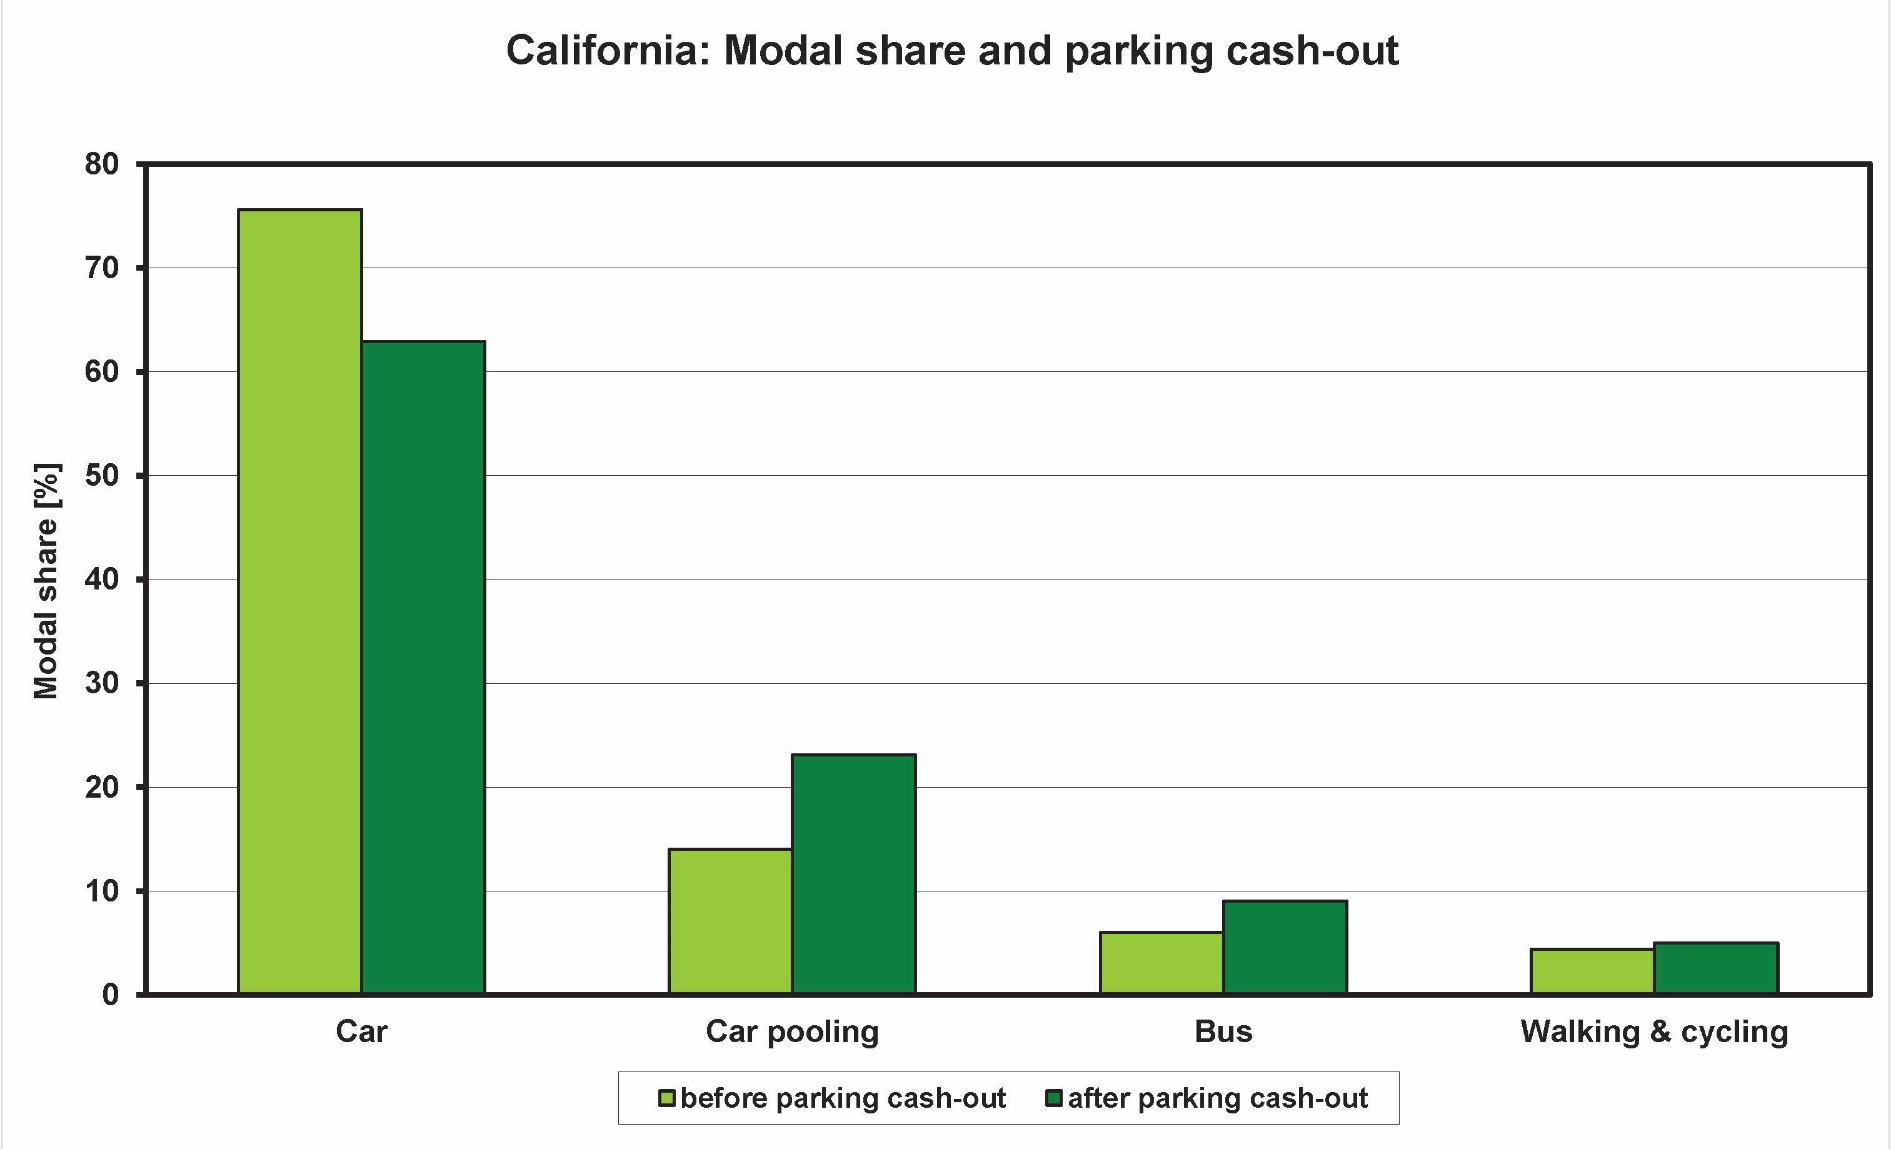 California: Modal share and parking cash-out
Modal share [%]
80
70
60
50
40
30
20
10
0
Car
Car pooling
Bus
Walking & cycling
before parking cash-out
after parking cash-out